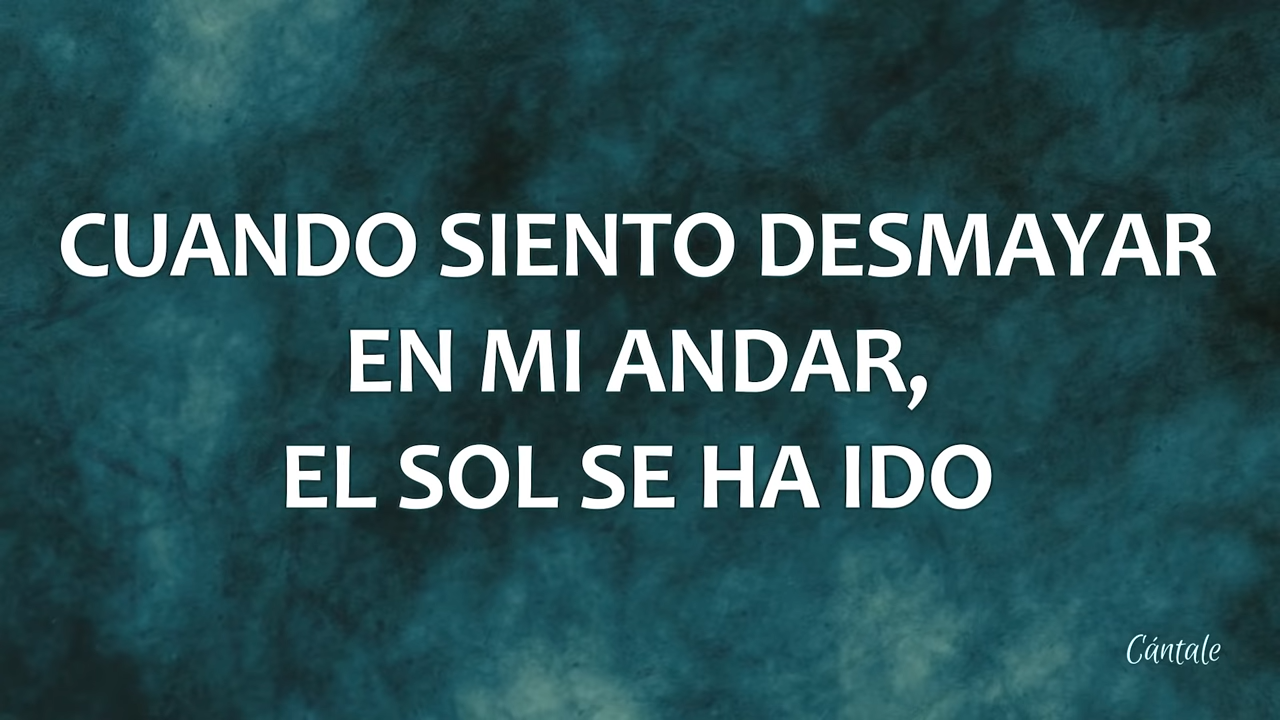 CUANDO SIENTO DESMAYAR
EN MI ANDAR,
EL SOL SE HA IDO
Cántale